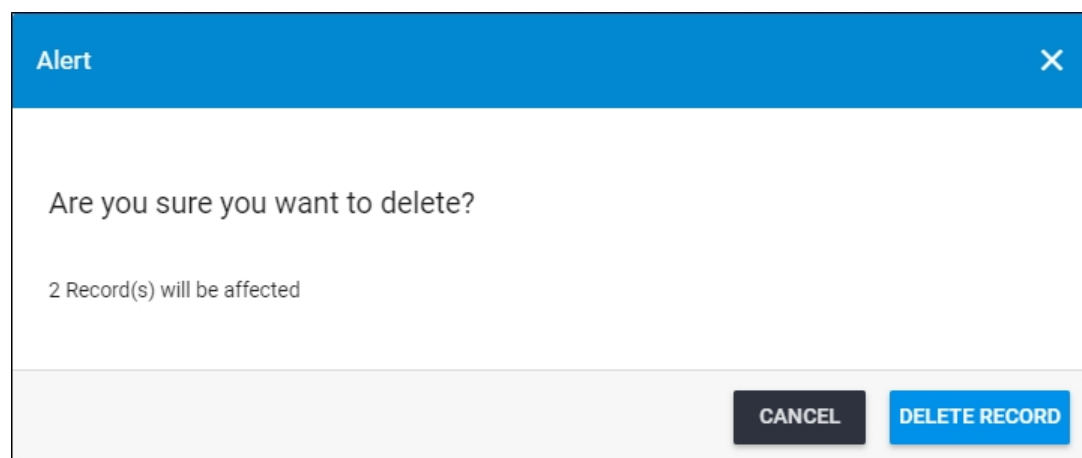 Alert
Are you sure you want to delete?
2 Record(s) will be affected
CANCEL DELETE RECORD